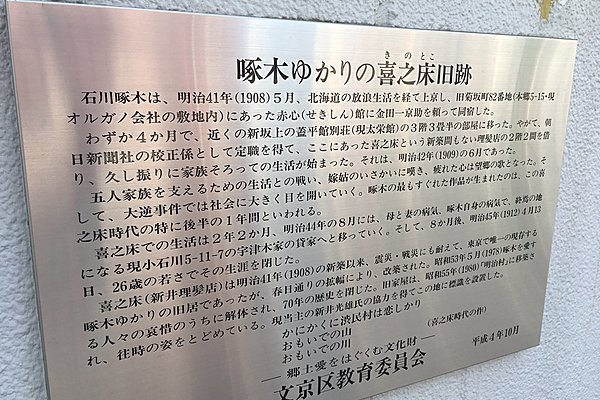 きのとこ
啄木ゆかりの喜之床旧跡
石川啄木は、明治41年(1908)5月、北海道の放浪生活を経て上京し、旧菊坂町82番地(本郷5-15・現
オルガノ会社の敷地内)にあった赤心(せきしん)館に金田一京助を頼って同宿した。
わずか4か月で、近くの新坂上の蓋平館別荘(現太栄館)の3階3畳半の部屋に移った。やがて、朝
日新聞社の校正係として定職を得て、ここにあった喜之床という新築間もない理髪店の2階2間を借
り、久し振りに家族そろっての生活が始まった。それは、明治42年(1909)の6月であった。
五人家族を支えるための生活との戦い、嫁姑のいさかいに嘆き、疲れた心は望郷の歌となった。そ
して、大逆事件では社会に大きく目を開いていく。啄木の最もすぐれた作品が生まれたのは、この喜
之床時代の特に後半の1年間といわれる。
喜之床での生活は2年2か月、明治44年の8月には、母と妻の病気、啄木自身の病気で、終焉の地
になる現小石川5-11-7の宇津木家の貸家へと移っていく。そして、8か月後、明治45年(1912)4月13
日、26歳の若さでその生涯を閉じた。
喜之床(新井理髪店)は明治41年(1908)の新築以来、震災・戦災にも耐えて、東京で唯一の現存する
啄木ゆかりの旧居であったが、春日通りの拡幅により、改築された。昭和53年5月(1978)啄木を愛す
る人々の哀惜のうちに解体され、70年の歴史を閉じた。旧家屋は、昭和55年(1980)「明治村」に移築さ
れ、往時の姿をとどめている。現当主の新井光雄氏の協力を得てこの地に標識を設置した。
かにかくに渋民村は恋しかり
おもいでの山
おもいでの川
(喜之床時代の作)
―郷土愛をはぐくむ文化財―
文京区教育委員会
平成4年10月